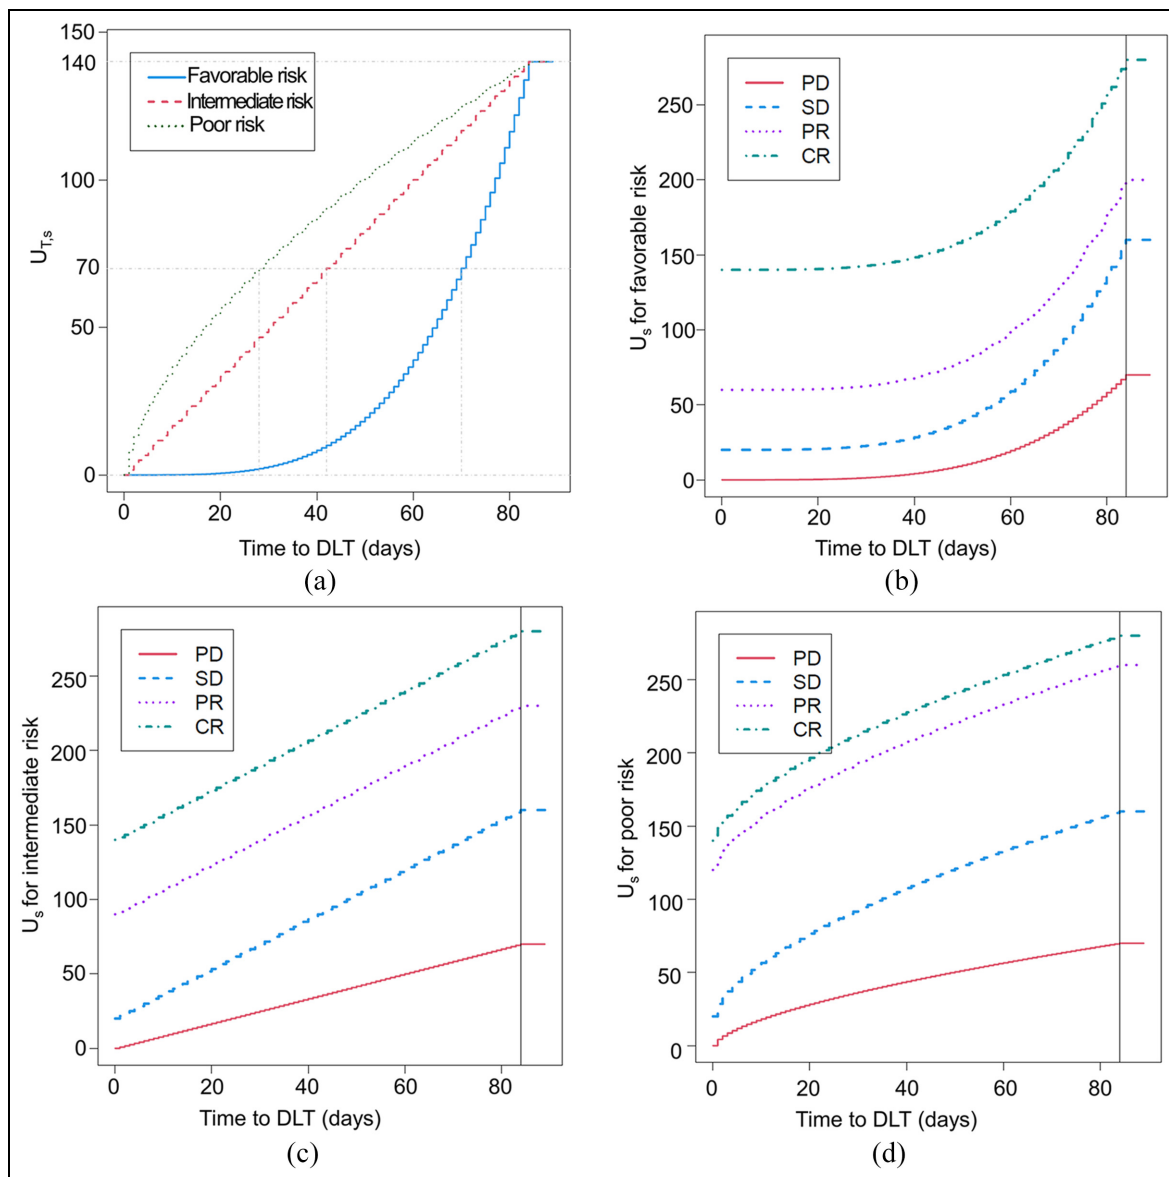 150
140
100
70
50
0
U_T,s
Favorable risk
Intermediate risk
Poor risk
0 20 40 60 80
Time to DLT (days)
(a)
250
200
150
100
50
0
U_s for favorable risk
PD
SD
PR
CR
0 20 40 60 80
Time to DLT (days)
(b)
250
200
150
100
50
0
U_s for intermediate risk
PD
SD
PR
CR
0 20 40 60 80
Time to DLT (days)
(c)
250
200
150
100
50
0
U_s for poor risk
PD
SD
PR
CR
0 20 40 60 80
Time to DLT (days)
(d)